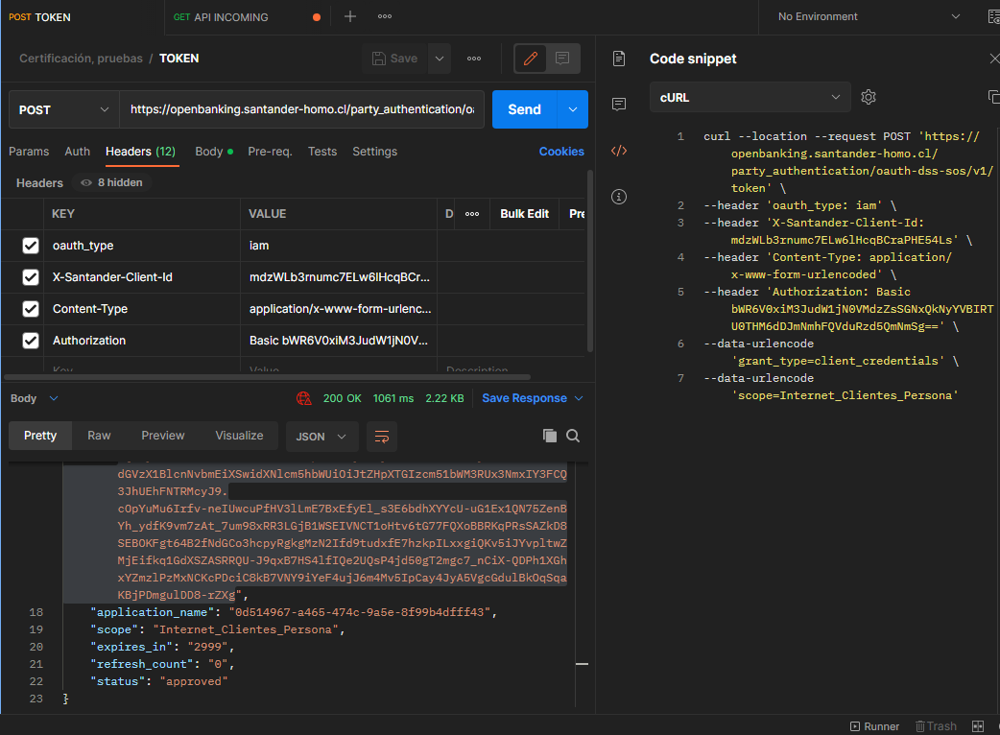 POST TOKEN
GET API INCOMING
No Environment
Certificación, pruebas / TOKEN
Save
Code snippet
POST
https://openbanking.santander-homo.cl/party_authentication/oa
Send
cURL
Params Auth Headers (12) Body Pre-req. Tests Settings Cookies
Headers 8 hidden
KEY VALUE D Bulk Edit Pre
oauth_type iam
X-Santander-Client-Id mdzWLb3rnumc7ELw6lHcqBCr...
Content-Type application/x-www-form-urlenc...
Authorization Basic bWR6V0xiM3JudW1jN0V...
Key Value Description
1 curl --location --request POST 'https://
openbanking.santander-homo.cl/
party_authentication/oauth-dss-sos/v1/
token' \
2 --header 'oauth_type: iam' \
3 --header 'X-Santander-Client-Id:
mdzWLb3rnumc7ELw6lHcqBCraPHE54Ls' \
4 --header 'Content-Type: application/
x-www-form-urlencoded' \
5 --header 'Authorization: Basic
bWR6V0xiM3JudW1jN0VMdzZsSGNxQkNyYVBIRT
U0THM6dDJmNmhFQVduRzd5QmNmSg==' \
6 --data-urlencode
'grant_type=client_credentials' \
7 --data-urlencode
'scope=Internet_Clientes_Persona'
Body 200 OK 1061 ms 2.22 KB Save Response
Pretty Raw Preview Visualize JSON
dGVzX1BlcnNvbmEiXSwidXNlcm5hbWUiOiJtZHpXTGIzcm51bWM3RUx3NmxIY3FCQ
3JhUEhFNTRMcyJ9.
cOpYuMu6Irfv-neIUwcuPfHV3lLmE7BxEfyEl_s3E6bdhXYYcU-uG1Ex1QN75ZenB
Yh_ydfK9vm7zAt_7um98xRR3LGjB1WSEIVNCT1oHtv6tG77FQXoBBRKqPRsSAZkD8
SEBOKFgt64B2fNdGCo3hcpyRgkgMzN2Ifd9tudxfE7hzkpILxxgiQKv5iJYvpltwZ
MjEifkq1GdXSZASRRQU-J9qxB7HS4lfIQe2UQsP4jd50gT2mgc7_nCiX-QDPh1XGh
xYZmzlPzMxNCKcPDciC8kB7VNY9iYeF4ujJ6m4Mv5IpCay4JyA5VgcGdulBkOqSqa
KBjPDmgulDD8-rZXg",
18 "application_name": "0d514967-a465-474c-9a5e-8f99b4dfff43",
19 "scope": "Internet_Clientes_Persona",
20 "expires_in": "2999",
21 "refresh_count": "0",
22 "status": "approved"
23 }
Runner Trash